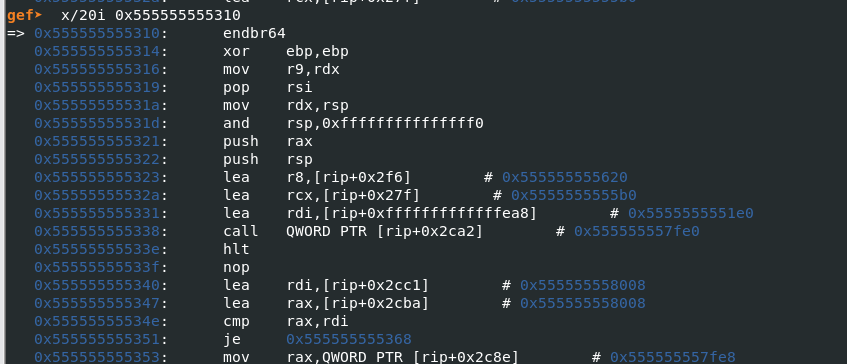 gef➤  x/20i 0x555555555310
=> 0x555555555310:      endbr64
   0x555555555314:      xor    ebp,ebp
   0x555555555316:      mov    r9,rdx
   0x555555555319:      pop    rsi
   0x55555555531a:      mov    rdx,rsp
   0x55555555531d:      and    rsp,0xfffffffffffffff0
   0x555555555321:      push   rax
   0x555555555322:      push   rsp
   0x555555555323:      lea    r8,[rip+0x2f6]        # 0x555555555620
   0x55555555532a:      lea    rcx,[rip+0x27f]        # 0x5555555555b0
   0x555555555331:      lea    rdi,[rip+0xfffffffffffffea8]        # 0x5555555551e0
   0x555555555338:      call   QWORD PTR [rip+0x2ca2]        # 0x555555557fe0
   0x55555555533e:      hlt
   0x55555555533f:      nop
   0x555555555340:      lea    rdi,[rip+0x2cc1]        # 0x555555558008
   0x555555555347:      lea    rax,[rip+0x2cba]        # 0x555555558008
   0x55555555534e:      cmp    rax,rdi
   0x555555555351:      je     0x555555555368
   0x555555555353:      mov    rax,QWORD PTR [rip+0x2c8e]        # 0x555555557fe8